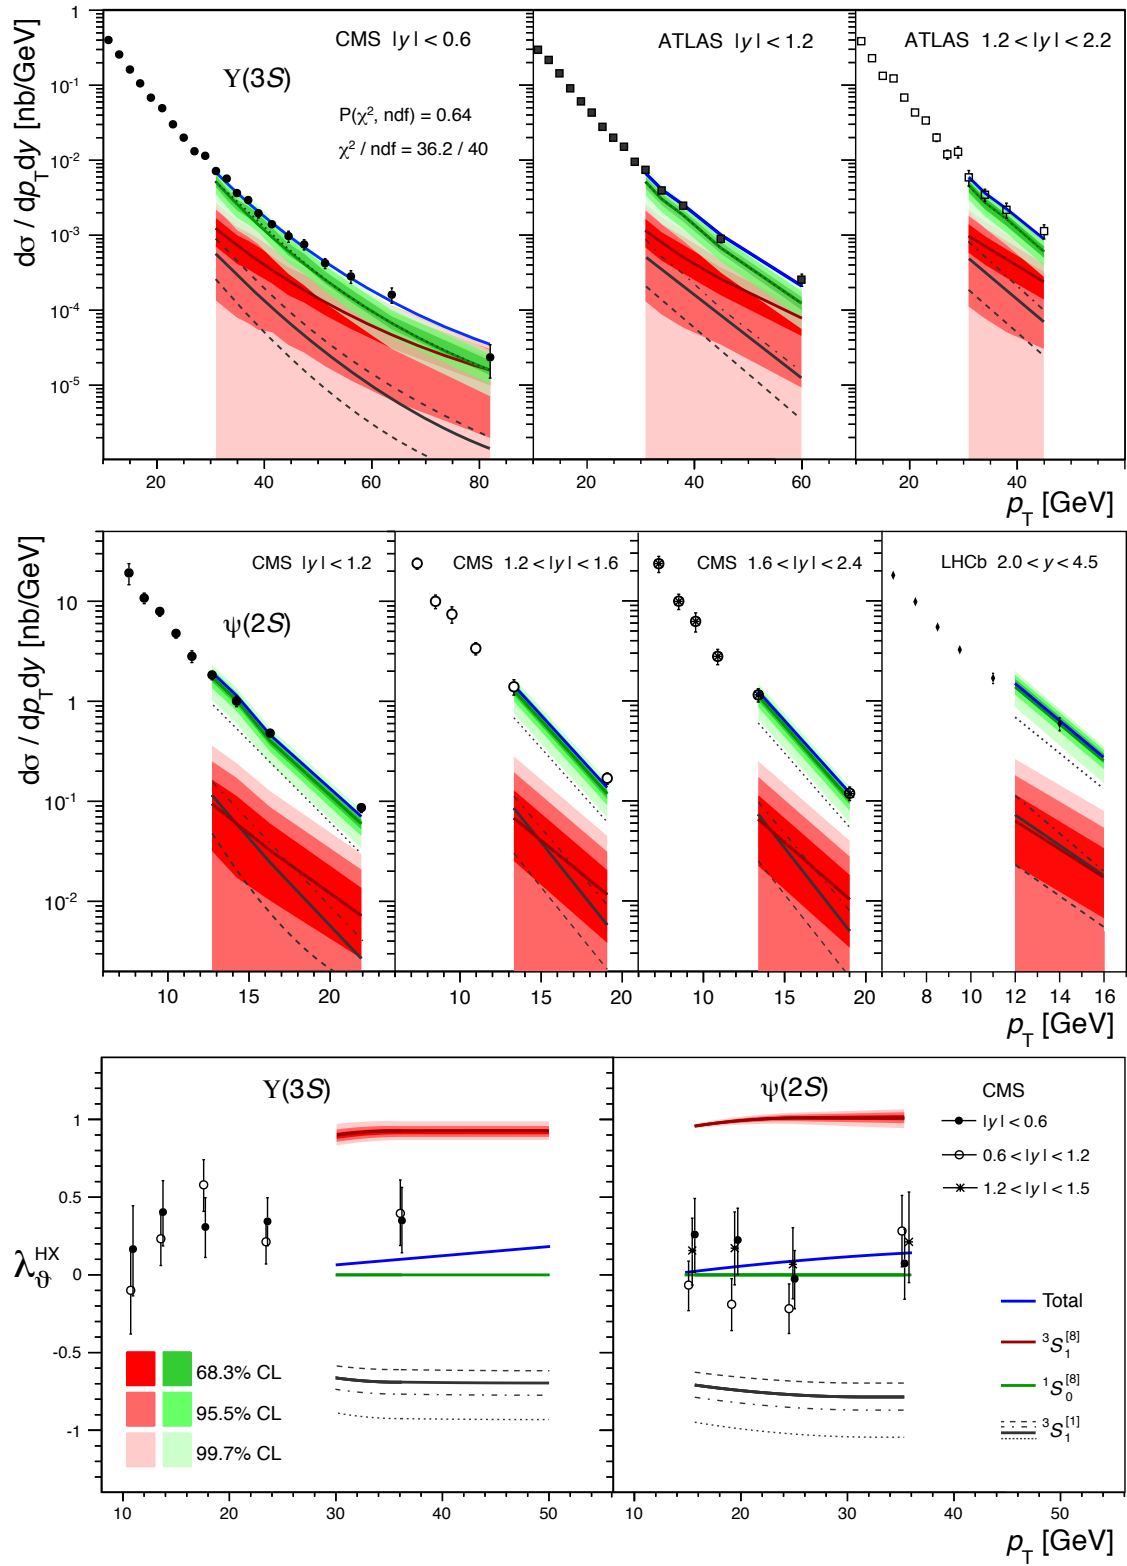 dσ / dp_T dy [nb/GeV]
1
10^-1
10^-2
10^-3
10^-4
10^-5
CMS |y| < 0.6
ϒ(3S)
P(χ², ndf) = 0.64
χ² / ndf = 36.2 / 40
ATLAS |y| < 1.2
ATLAS 1.2 < |y| < 2.2
20 40 60 80 20 40 60 20 40
p_T [GeV]
dσ / dp_T dy [nb/GeV]
10
1
10^-1
10^-2
CMS |y| < 1.2
ψ(2S)
CMS 1.2 < |y| < 1.6
CMS 1.6 < |y| < 2.4
LHCb 2.0 < y < 4.5
10 15 20 10 15 20 10 15 20 8 10 12 14 16
p_T [GeV]
λ_ϑ^HX
1
0.5
0
-0.5
-1
ϒ(3S)
68.3% CL
95.5% CL
99.7% CL
ψ(2S)
CMS
|y| < 0.6
0.6 < |y| < 1.2
1.2 < |y| < 1.5
Total
³S₁^[8]
¹S₀^[8]
³S₁^[1]
10 20 30 40 50 10 20 30 40 50
p_T [GeV]